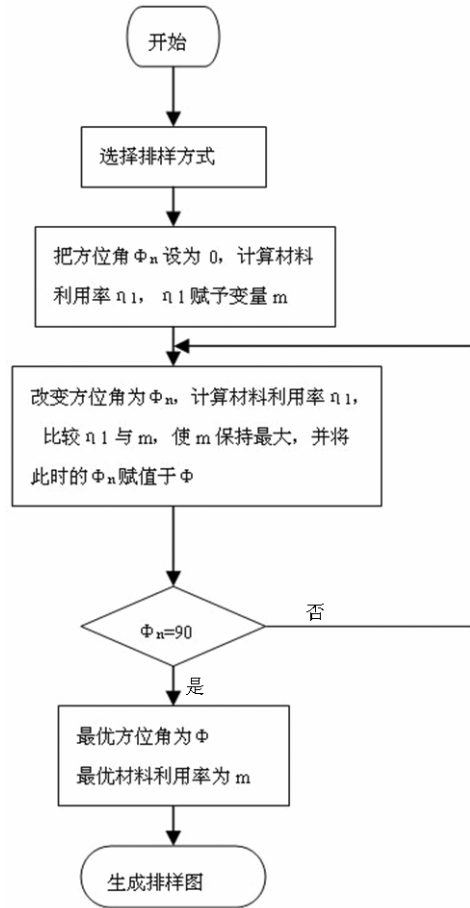 开始
选择排样方式
把方位角Φn设为 0，计算材料
利用率η1， η1赋予变量m
改变方位角为Φn，计算材料利用率η1，
比较η1与m，使m保持最大，并将
此时的Φn赋值于Φ
Φn=90
否
是
最优方位角为Φ
最优材料利用率为m
生成排样图